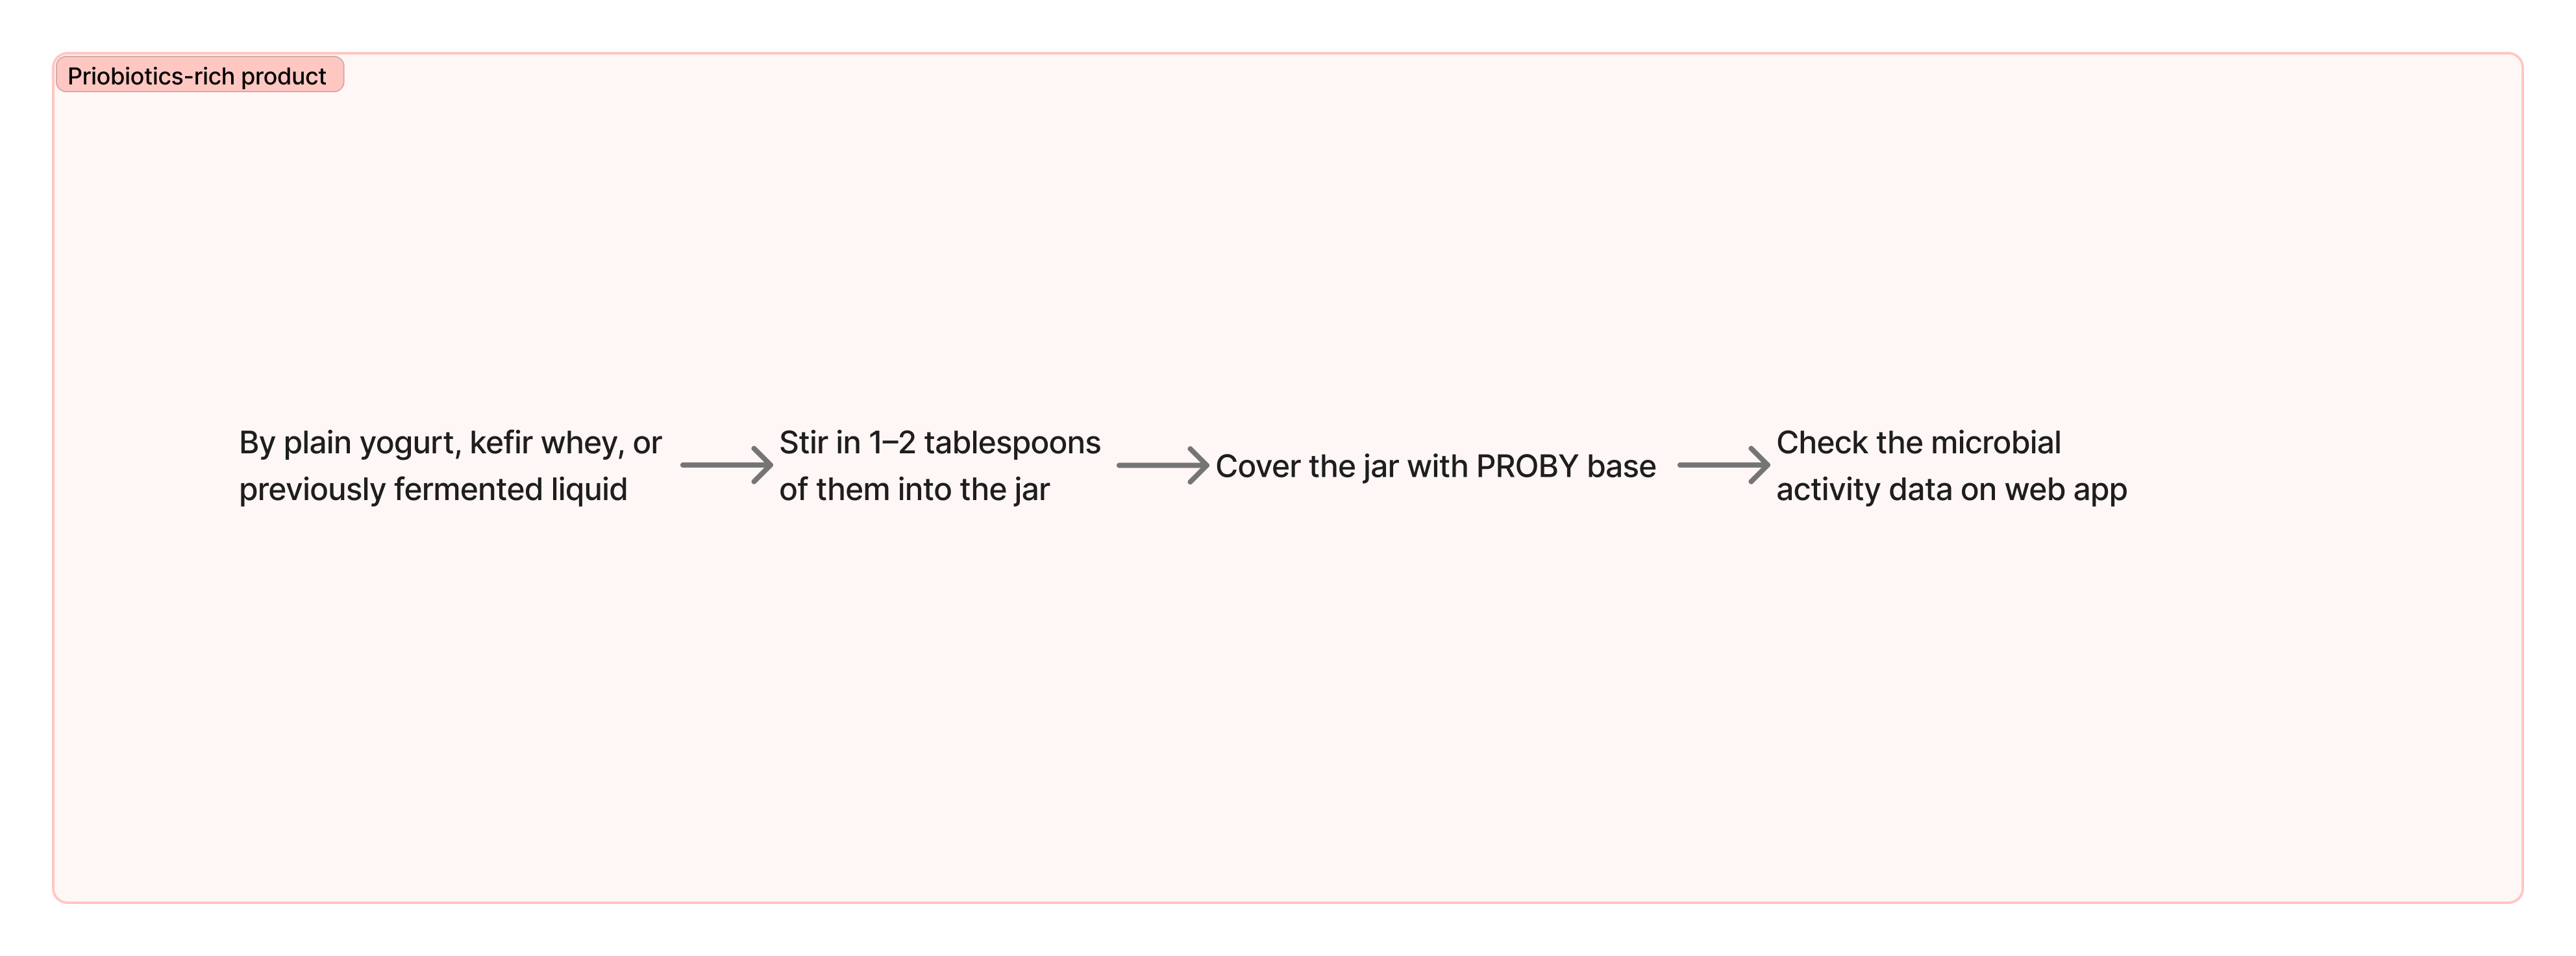 Priobiotics-rich product
By plain yogurt, kefir whey, or
previously fermented liquid
Stir in 1–2 tablespoons
of them into the jar
Cover the jar with PROBY base
Check the microbial
activity data on web app